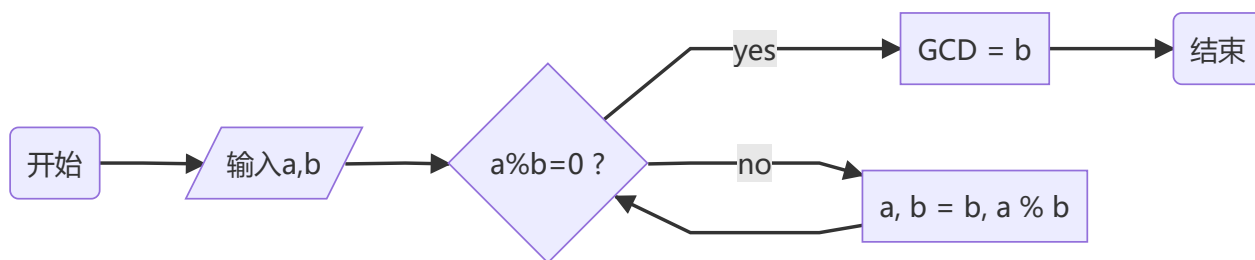 开始
输入a,b
a%b=0 ?
yes
GCD = b
结束
no
a, b = b, a % b